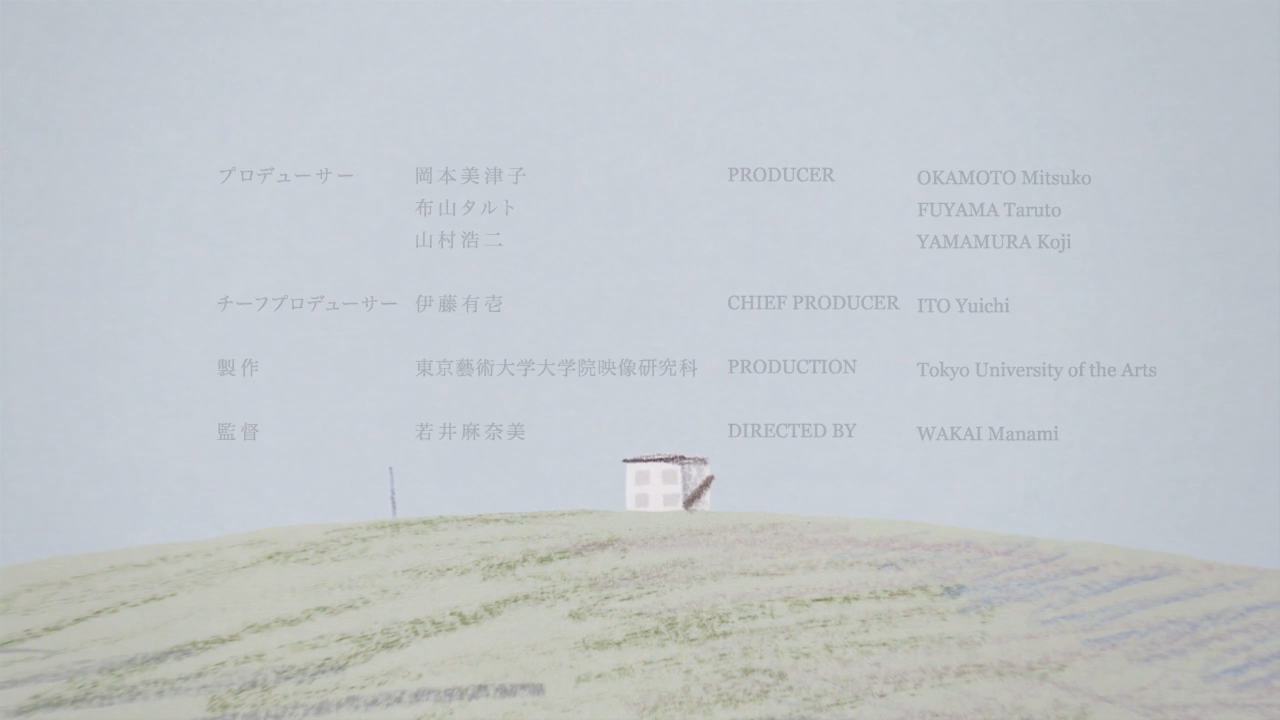 プロデューサー 岡本美津子 PRODUCER OKAMOTO Mitsuko
布山タルト FUYAMA Taruto
山村浩二 YAMAMURA Koji
チーフプロデューサー 伊藤有壱 CHIEF PRODUCER ITO Yuichi
製作 東京藝術大学大学院映像研究科 PRODUCTION Tokyo University of the Arts
監督 若井麻奈美 DIRECTED BY WAKAI Manami